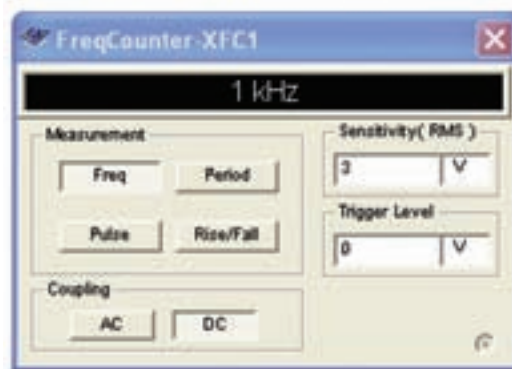 FreqCounter-XFC1
1 kHz
Measurement
Freq Period
Pulse Rise/Fall
Coupling
AC DC
Sensitivity( RMS )
3 V
Trigger Level
0 V